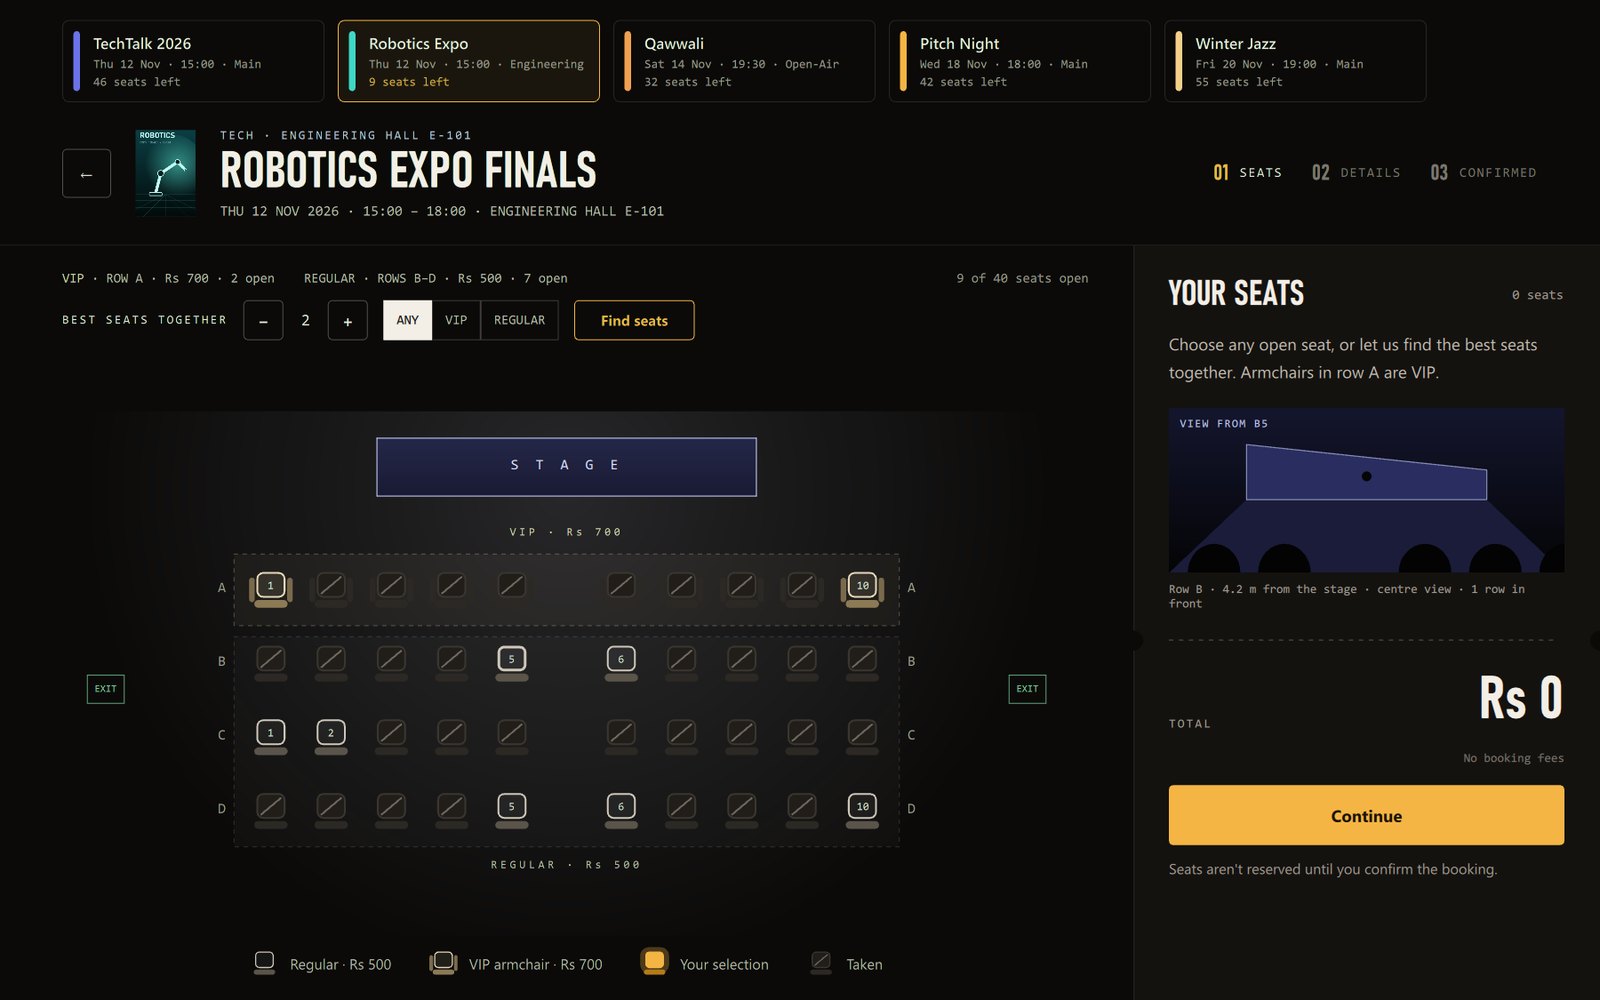 TechTalk 2026
Thu 12 Nov · 15:00 · Main
46 seats left
Robotics Expo
Thu 12 Nov · 15:00 · Engineering
9 seats left
Qawwali
Sat 14 Nov · 19:30 · Open-Air
32 seats left
Pitch Night
Wed 18 Nov · 18:00 · Main
42 seats left
Winter Jazz
Fri 20 Nov · 19:00 · Main
55 seats left
←
ROBOTICS
TECH · ENGINEERING HALL E-101
ROBOTICS EXPO FINALS
THU 12 NOV 2026 · 15:00 – 18:00 · ENGINEERING HALL E-101
01 SEATS
02 DETAILS
03 CONFIRMED
VIP · ROW A · Rs 700 · 2 open
REGULAR · ROWS B–D · Rs 500 · 7 open
9 of 40 seats open
BEST SEATS TOGETHER
− 2 +
ANY VIP REGULAR
Find seats
STAGE
VIP · Rs 700
A 1 10 A
B 5 6 B
EXIT
EXIT
C 1 2 C
D 5 6 10 D
REGULAR · Rs 500
Regular · Rs 500
VIP armchair · Rs 700
Your selection
Taken
YOUR SEATS
0 seats
Choose any open seat, or let us find the best seats
together. Armchairs in row A are VIP.
VIEW FROM B5
Row B · 4.2 m from the stage · centre view · 1 row in
front
TOTAL
Rs 0
No booking fees
Continue
Seats aren't reserved until you confirm the booking.